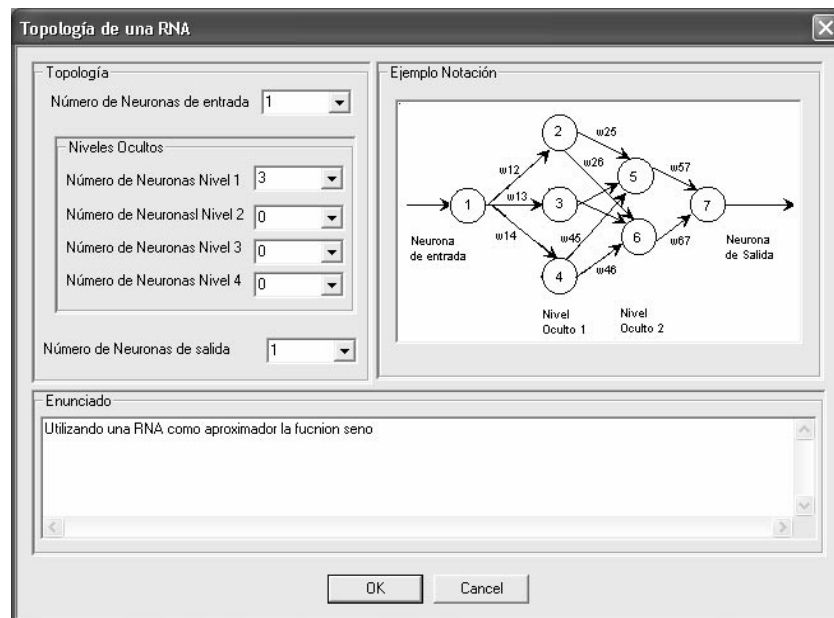 Topología de una RNA
Topología
Número de Neuronas de entrada 1
Niveles Ocultos
Número de Neuronas Nivel 1 3
Número de Neuronasl Nivel 2 0
Número de Neuronas Nivel 3 0
Número de Neuronas Nivel 4 0
Número de Neuronas de salida 1
Ejemplo Notación
2
w25
w12
w26
5
w57
1
w13
3
7
w14
w45
6
w67
4
w46
Neurona
de entrada
Neurona
de Salida
Nivel
Oculto 1
Nivel
Oculto 2
Enunciado
Utilizando una RNA como aproximador la fucnion seno
OK
Cancel